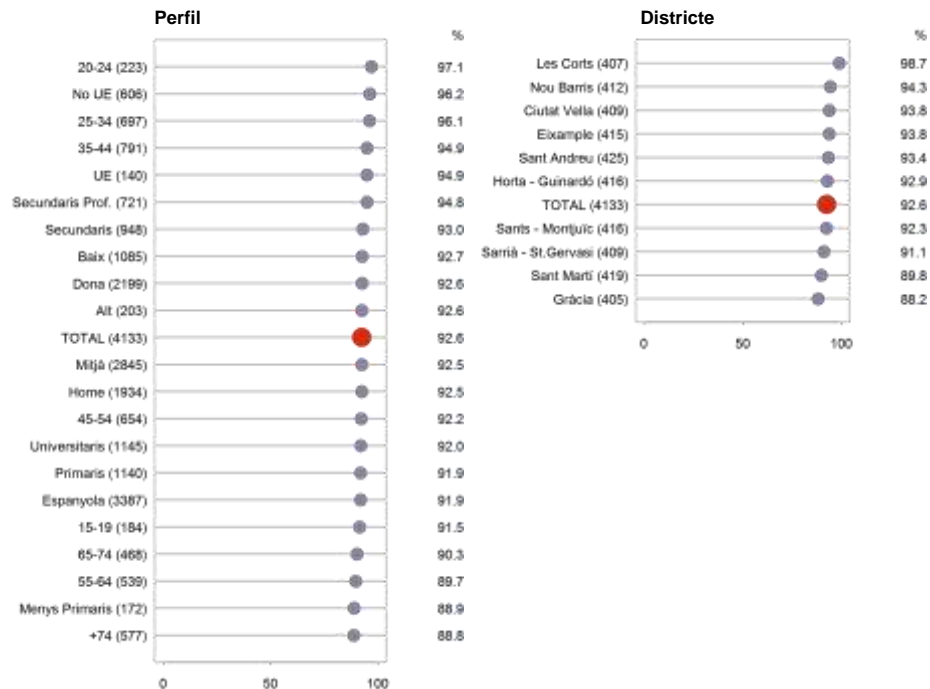 Perfil
%
20-24 (223) 97.1
No UE (606) 96.2
25-34 (697) 96.1
35-44 (791) 94.9
UE (140) 94.9
Secundaris Prof. (721) 94.8
Secundaris (948) 93.0
Baix (1085) 92.7
Dona (2199) 92.6
Alt (203) 92.6
TOTAL (4133) 92.6
Mitjà (2845) 92.5
Home (1934) 92.5
45-54 (654) 92.2
Universitaris (1145) 92.0
Primaris (1140) 91.9
Espanyola (3387) 91.9
15-19 (184) 91.5
65-74 (468) 90.3
55-64 (539) 89.7
Menys Primaris (172) 88.9
+74 (577) 88.8
0 50 100
Districte
%
Les Corts (407) 98.7
Nou Barris (412) 94.3
Ciutat Vella (409) 93.8
Eixample (415) 93.8
Sant Andreu (425) 93.4
Horta - Guinardó (416) 92.9
TOTAL (4133) 92.6
Sants - Montjuïc (416) 92.3
Sarrià - St.Gervasi (409) 91.1
Sant Martí (419) 89.8
Gràcia (405) 88.2
0 50 100